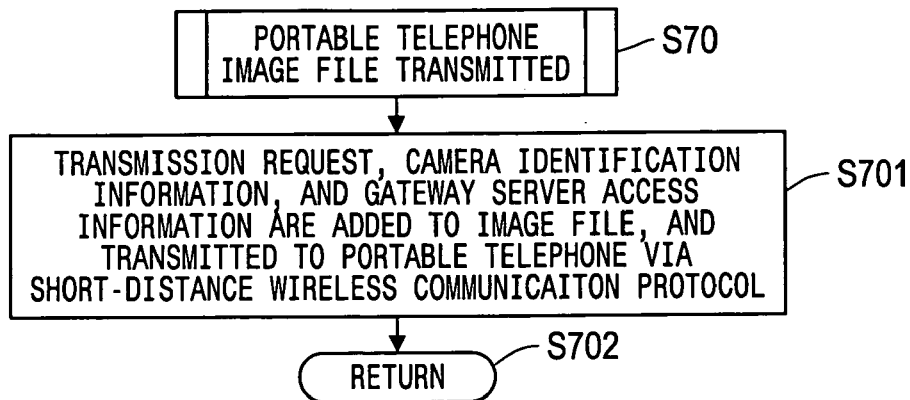 PORTABLE TELEPHONE
IMAGE FILE TRANSMITTED
S70
TRANSMISSION REQUEST, CAMERA IDENTIFICATION
INFORMATION, AND GATEWAY SERVER ACCESS
INFORMATION ARE ADDED TO IMAGE FILE, AND
TRANSMITTED TO PORTABLE TELEPHONE VIA
SHORT-DISTANCE WIRELESS COMMUNICAITON PROTOCOL
S701
RETURN
S702